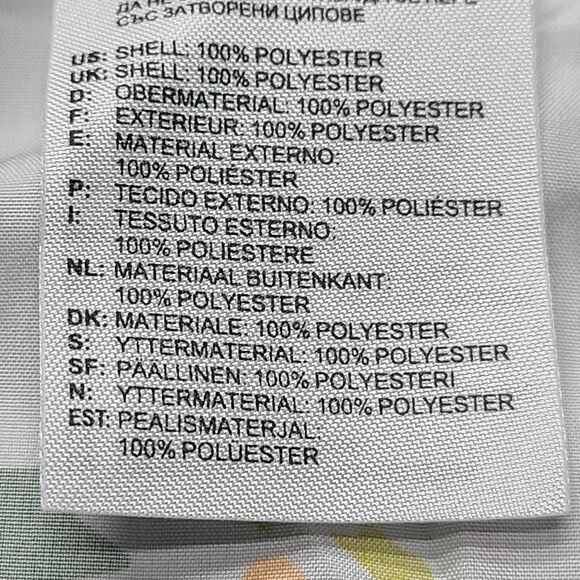 СЪС ЗАТВОРЕНИ ЦИПОВЕ
US: SHELL: 100% POLYESTER
UK: SHELL: 100% POLYESTER
D: OBERMATERIAL: 100% POLYESTER
F: EXTERIEUR: 100% POLYESTER
E: MATERIAL EXTERNO:
100% POLIÉSTER
P: TECIDO EXTERNO: 100% POLIÉSTER
I: TESSUTO ESTERNO:
100% POLIESTERE
NL: MATERIAAL BUITENKANT:
100% POLYESTER
DK: MATERIALE: 100% POLYESTER
S: YTTERMATERIAL: 100% POLYESTER
SF: PÄÄLLINEN: 100% POLYESTERI
N: YTTERMATERIAL: 100% POLYESTER
EST: PEALISMATERJAL:
100% POLÜESTER